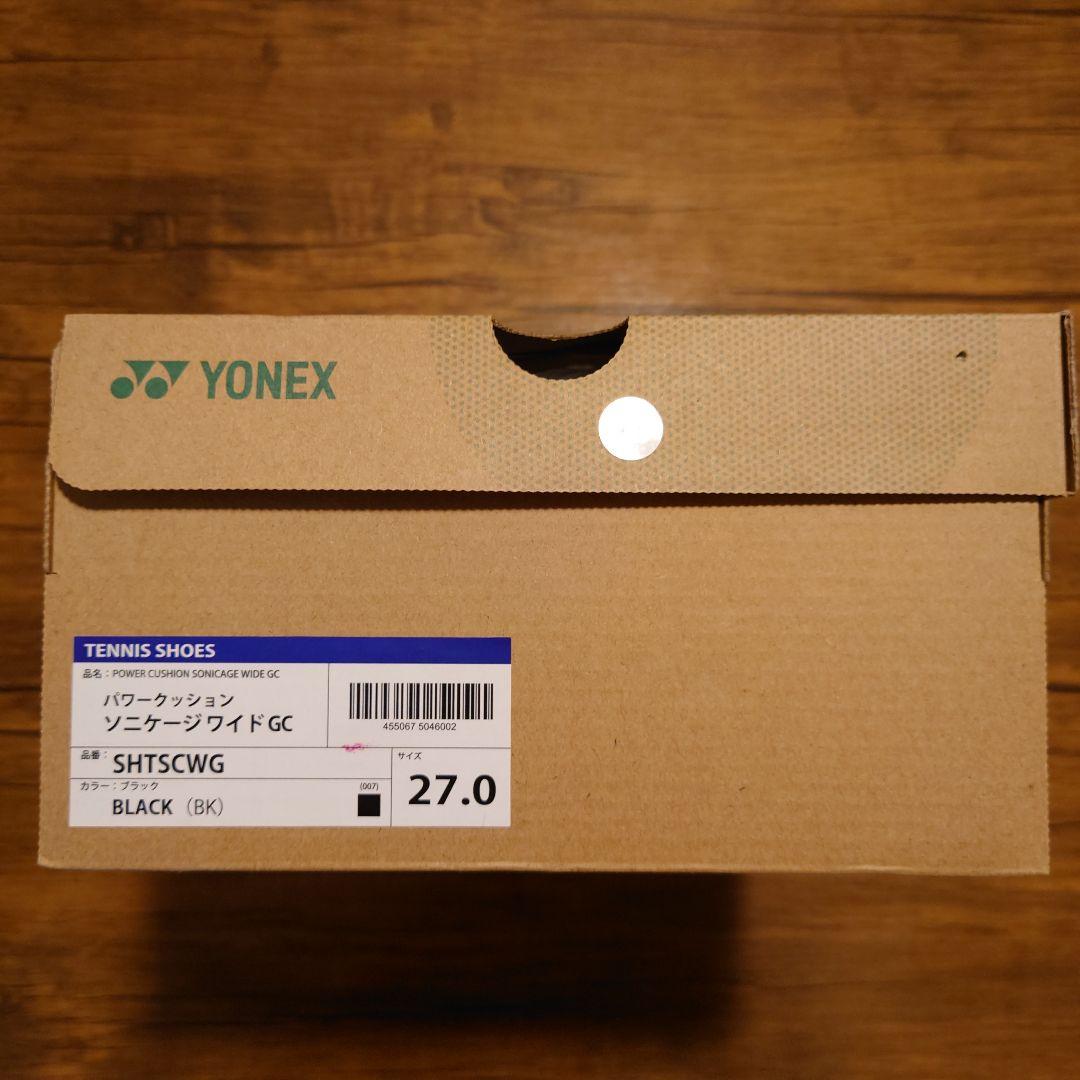 YONEX
TENNIS SHOES
品名：POWER CUSHION SONICAGE WIDE GC
パワークッション
ソニケージ ワイド GC
455067 5046002
品番：
SHTSCWG
カラー：ブラック
(007)
BLACK（BK）
サイズ
27.0